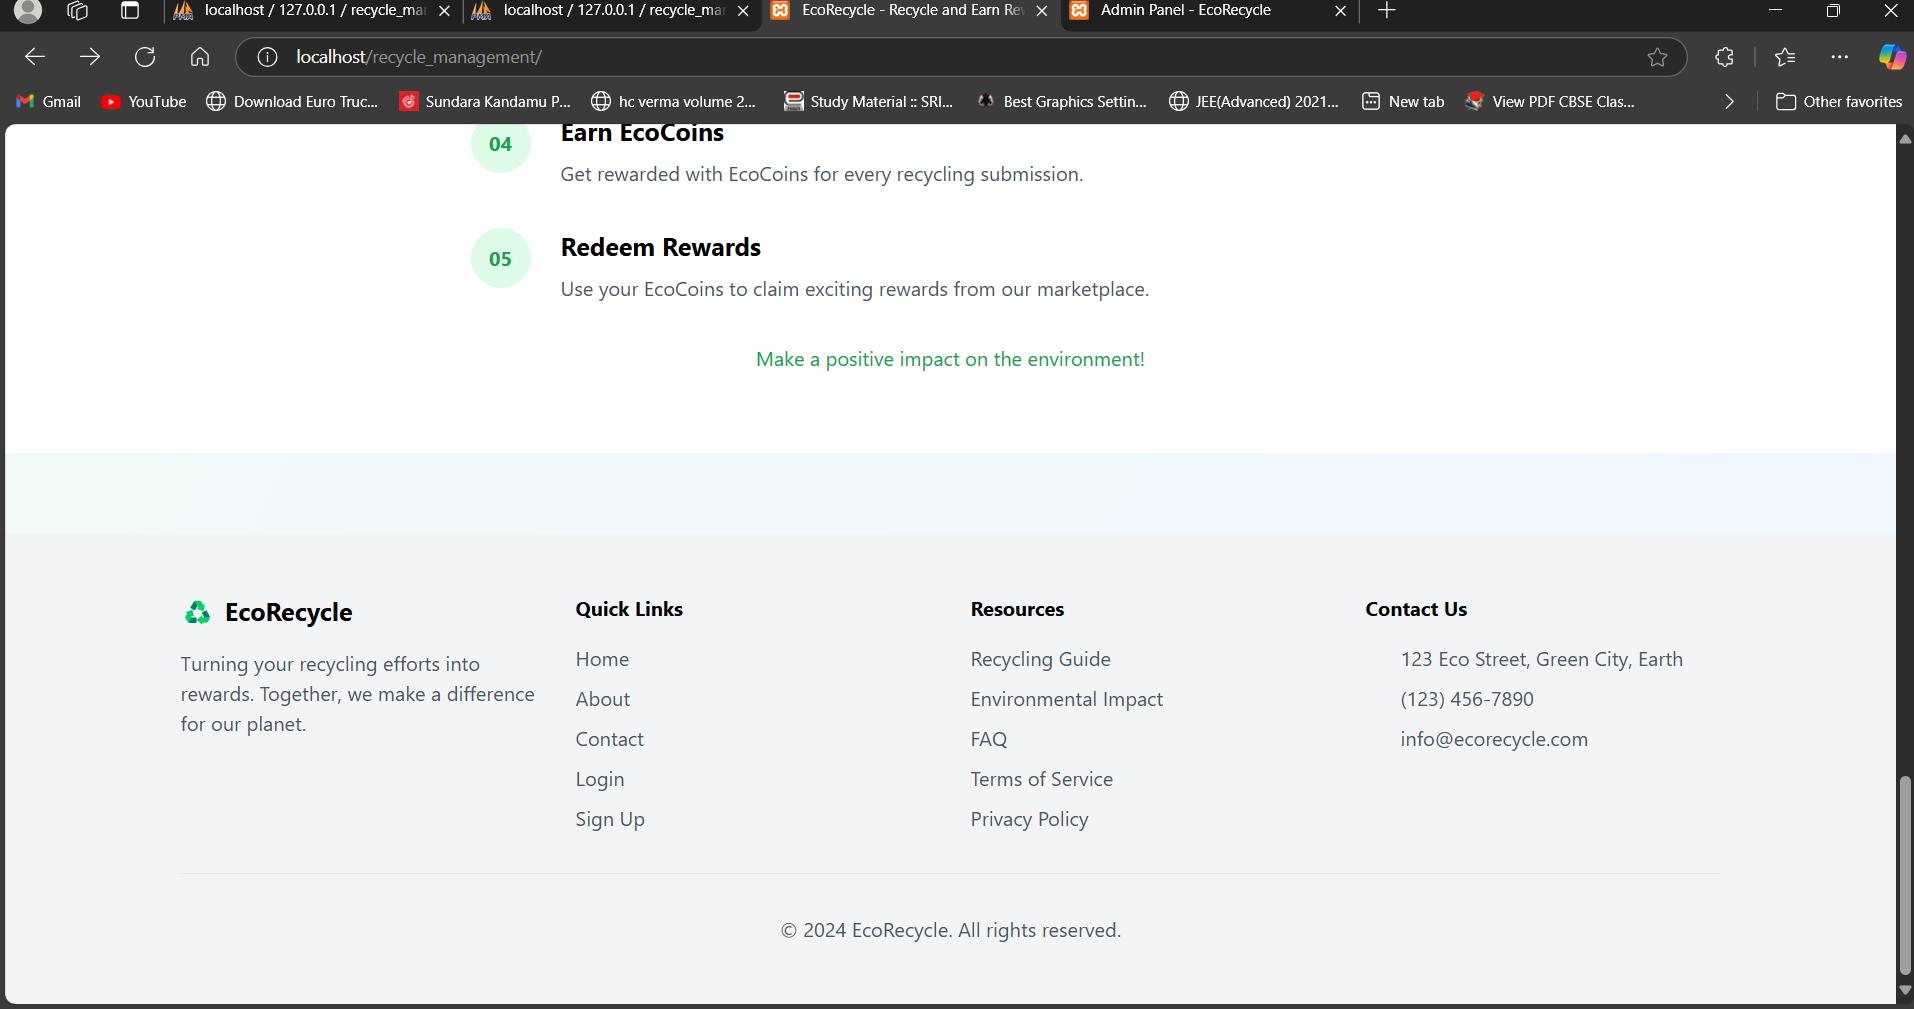 localhost / 127.0.0.1 / recycle_ma
localhost / 127.0.0.1 / recycle_ma
EcoRecycle - Recycle and Earn Re
Admin Panel - EcoRecycle
localhost/recycle_management/
Gmail
YouTube
Download Euro Truc...
Sundara Kandamu P...
hc verma volume 2...
Study Material :: SRI...
Best Graphics Settin...
JEE(Advanced) 2021...
New tab
View PDF CBSE Clas...
Other favorites
04
Earn EcoCoins
Get rewarded with EcoCoins for every recycling submission.
05
Redeem Rewards
Use your EcoCoins to claim exciting rewards from our marketplace.
Make a positive impact on the environment!
EcoRecycle
Turning your recycling efforts into
rewards. Together, we make a difference
for our planet.
Quick Links
Home
About
Contact
Login
Sign Up
Resources
Recycling Guide
Environmental Impact
FAQ
Terms of Service
Privacy Policy
Contact Us
123 Eco Street, Green City, Earth
(123) 456-7890
info@ecorecycle.com
© 2024 EcoRecycle. All rights reserved.